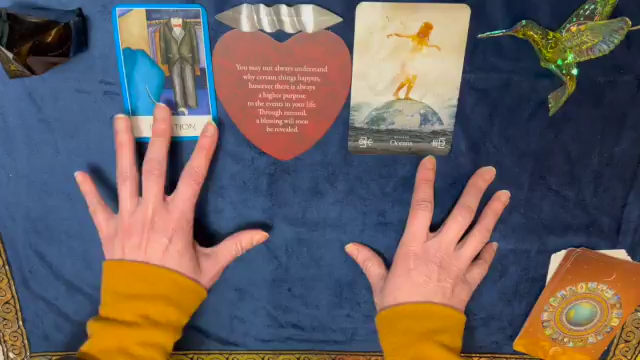 You may not always understand
why certain things happen,
however there is always
a higher purpose
to the events in your life.
Through turmoil,
a blessing will soon
be revealed.
Oceans